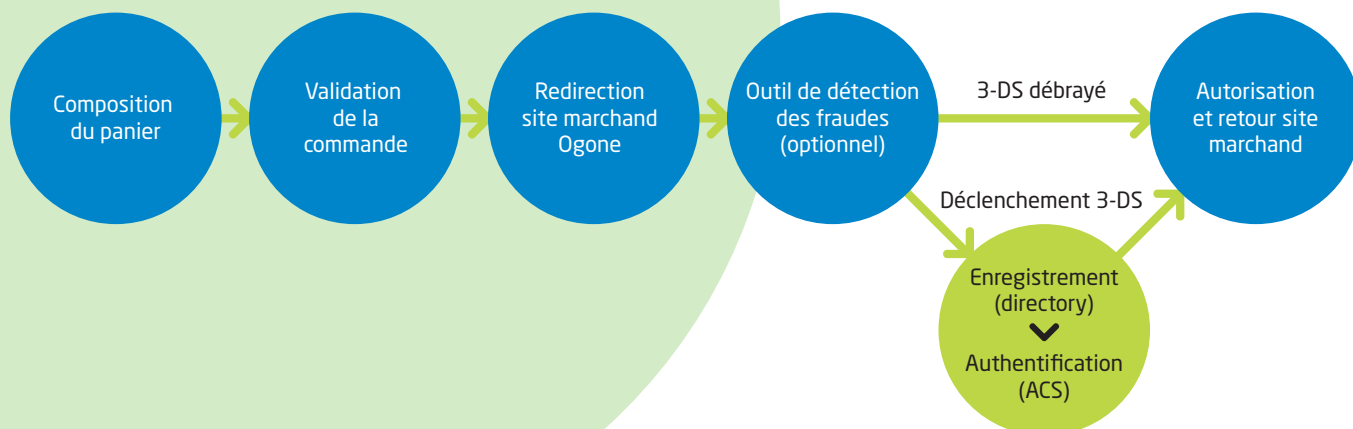 Composition
du panier
Validation
de la
commande
Redirection
site marchand
Ogone
Outil de détection
des fraudes
(optionnel)
3-DS débrayé
Autorisation
et retour site
marchand
Déclenchement 3-DS
Enregistrement
(directory)
Authentification
(ACS)